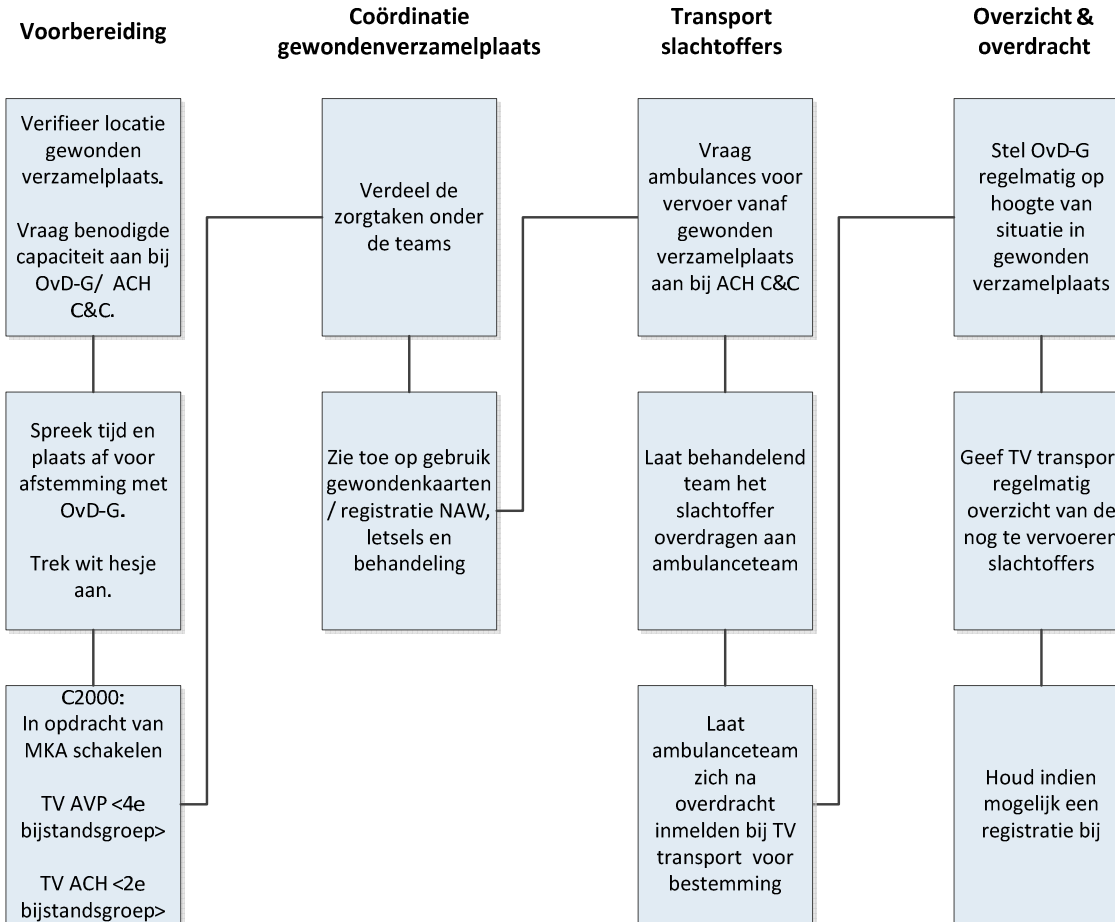 Voorbereiding
Verifieer locatie
gewonden
verzamelplaats.
Vraag benodigde
capaciteit aan bij
OvD-G/ ACH
C&C.
Spreek tijd en
plaats af voor
afstemming met
OvD-G.
Trek wit hesje
aan.
C2000:
In opdracht van
MKA schakelen
TV AVP <4e
bijstandsgroep>
TV ACH <2e
bijstandsgroep>
Coördinatie
gewondenverzamelplaats
Verdeel de
zorgtaken onder
de teams
Zie toe op gebruik
gewondenkaarten
/ registratie NAW,
letsels en
behandeling
Transport
slachtoffers
Vraag
ambulances voor
vervoer vanaf
gewonden
verzamelplaats
aan bij ACH C&C
Laat behandelend
team het
slachtoffer
overdragen aan
ambulanceteam
Laat
ambulanceteam
zich na
overdracht
inmelden bij TV
transport voor
bestemming
Overzicht &
overdracht
Stel OvD-G
regelmatig op
hoogte van
situatie in
gewonden
verzamelplaats
Geef TV transport
regelmatig
overzicht van de
nog te vervoeren
slachtoffers
Houd indien
mogelijk een
registratie bij